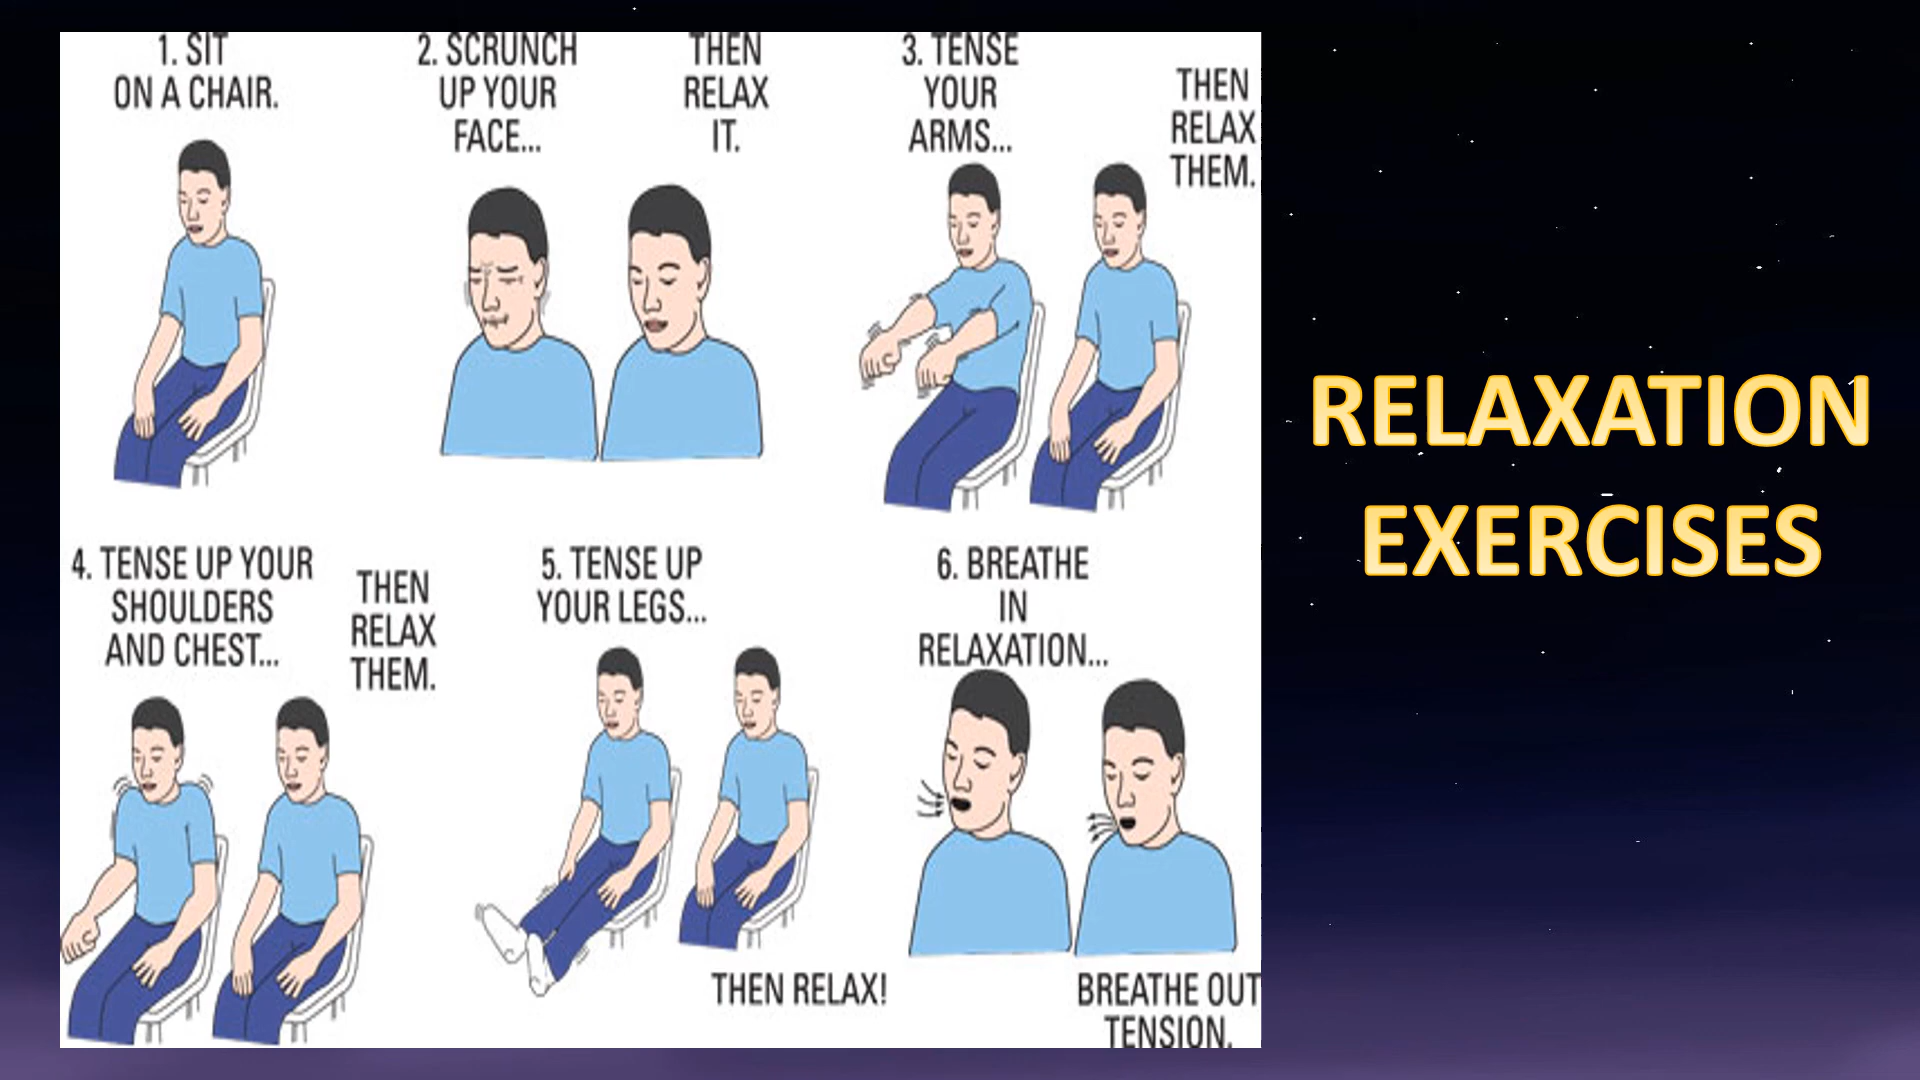 1. SIT
ON A CHAIR.
2. SCRUNCH
UP YOUR
FACE...
THEN
RELAX
IT.
3. TENSE
YOUR
ARMS...
THEN
RELAX
THEM.
4. TENSE UP YOUR
SHOULDERS
AND CHEST...
THEN
RELAX
THEM.
5. TENSE UP
YOUR LEGS...
THEN RELAX!
6. BREATHE
IN
RELAXATION...
BREATHE OUT
TENSION.
RELAXATION
EXERCISES